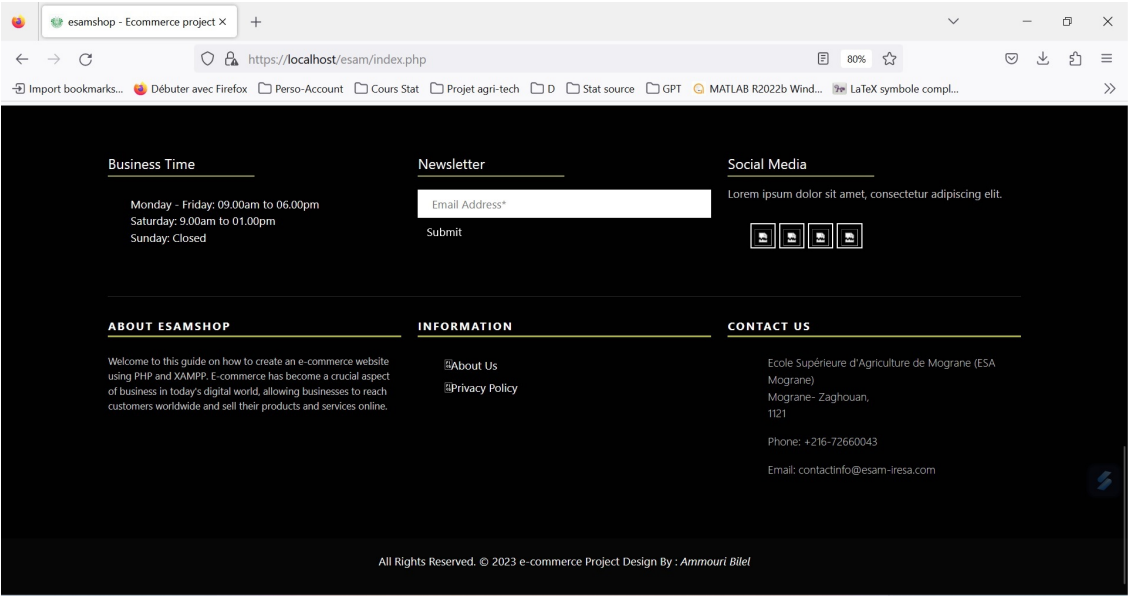 esamshop - Ecommerce project
https://localhost/esam/index.php
80%
Import bookmarks... Débuter avec Firefox Perso-Account Cours Stat Projet agri-tech D Stat source GPT MATLAB R2022b Wind... LaTeX symbole compl...
Business Time
Monday - Friday: 09.00am to 06.00pm
Saturday: 9.00am to 01.00pm
Sunday: Closed
Newsletter
Email Address*
Submit
Social Media
Lorem ipsum dolor sit amet, consectetur adipiscing elit.
ABOUT ESAMSHOP
Welcome to this guide on how to create an e-commerce website
using PHP and XAMPP. E-commerce has become a crucial aspect
of business in today's digital world, allowing businesses to reach
customers worldwide and sell their products and services online.
INFORMATION
About Us
Privacy Policy
CONTACT US
Ecole Supérieure d'Agriculture de Mograne (ESA
Mograne)
Mograne- Zaghouan,
1121
Phone: +216-72660043
Email: contactinfo@esam-iresa.com
All Rights Reserved. © 2023 e-commerce Project Design By : Ammouri Bilel